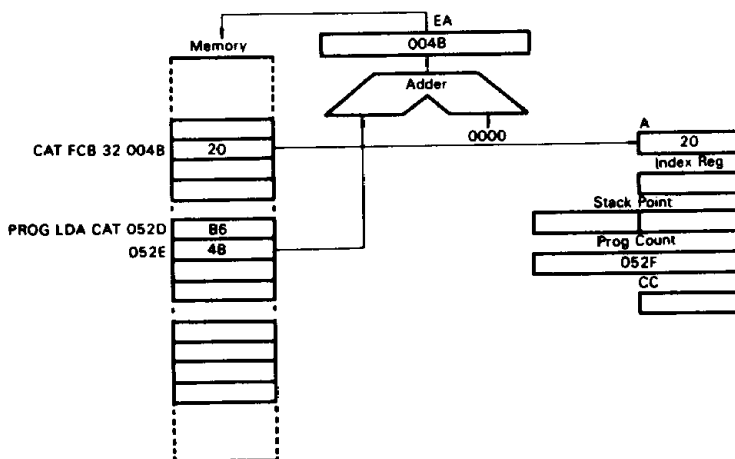 EA
004B
Memory
Adder
0000
A
CAT FCB 32 004B 20
20
Index Reg
Stack Point
PROG LDA CAT 052D B6
Prog Count
052E 4B
052F
CC